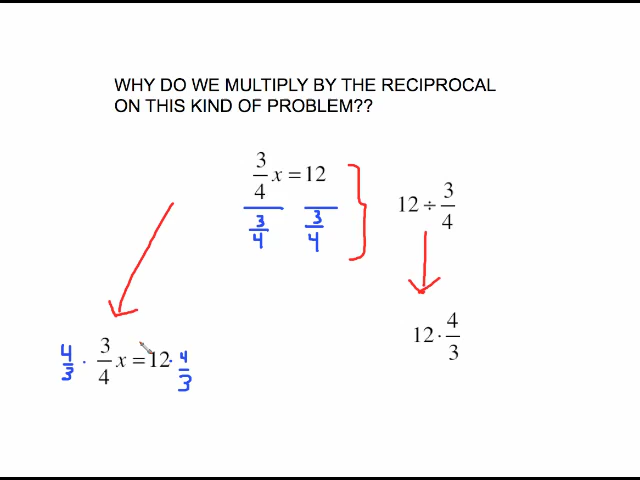 WHY DO WE MULTIPLY BY THE RECIPROCAL
ON THIS KIND OF PROBLEM??
3/4 x = 12
3/4 3/4
12 ÷ 3/4
12 · 4/3
4/3 · 3/4 x = 12 · 4/3